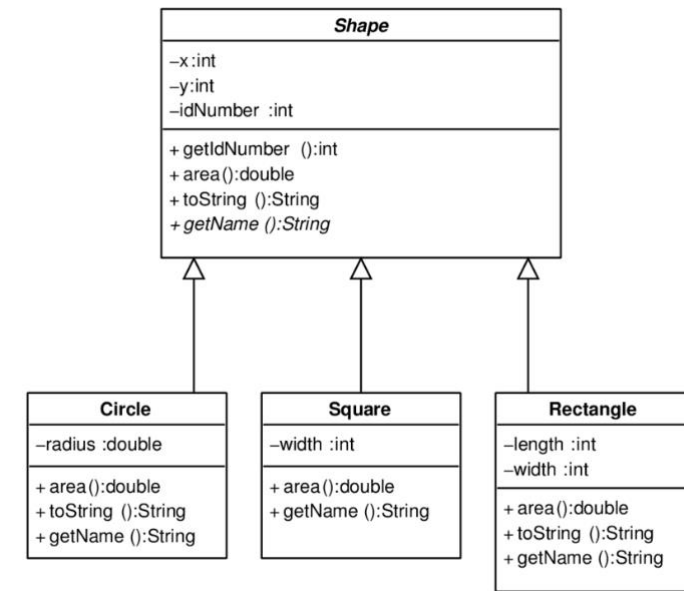 Shape
–x:int
–y:int
–idNumber :int
+ getIdNumber ():int
+ area():double
+ toString ():String
+ getName ():String
Circle
–radius :double
+ area():double
+ toString ():String
+ getName ():String
Square
–width :int
+ area():double
+ getName ():String
Rectangle
–length :int
–width :int
+ area():double
+ toString ():String
+ getName ():String